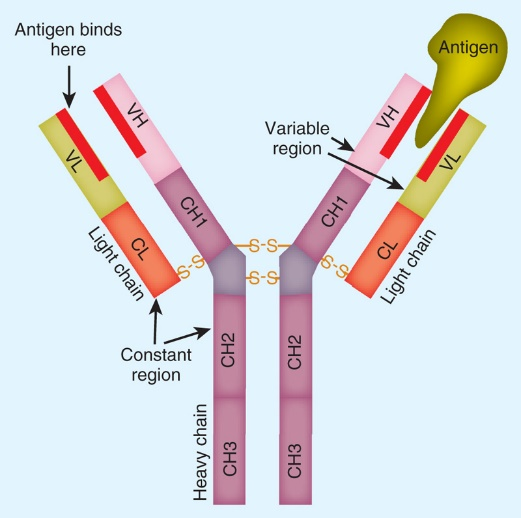 Antigen binds
here
Antigen
VH
VH
VL
VL
Variable
region
CH1
CH1
CL
CL
Light chain
Light chain
S-S
S-S
S-S
S-S
Constant
region
CH2
CH2
Heavy chain
CH3
CH3